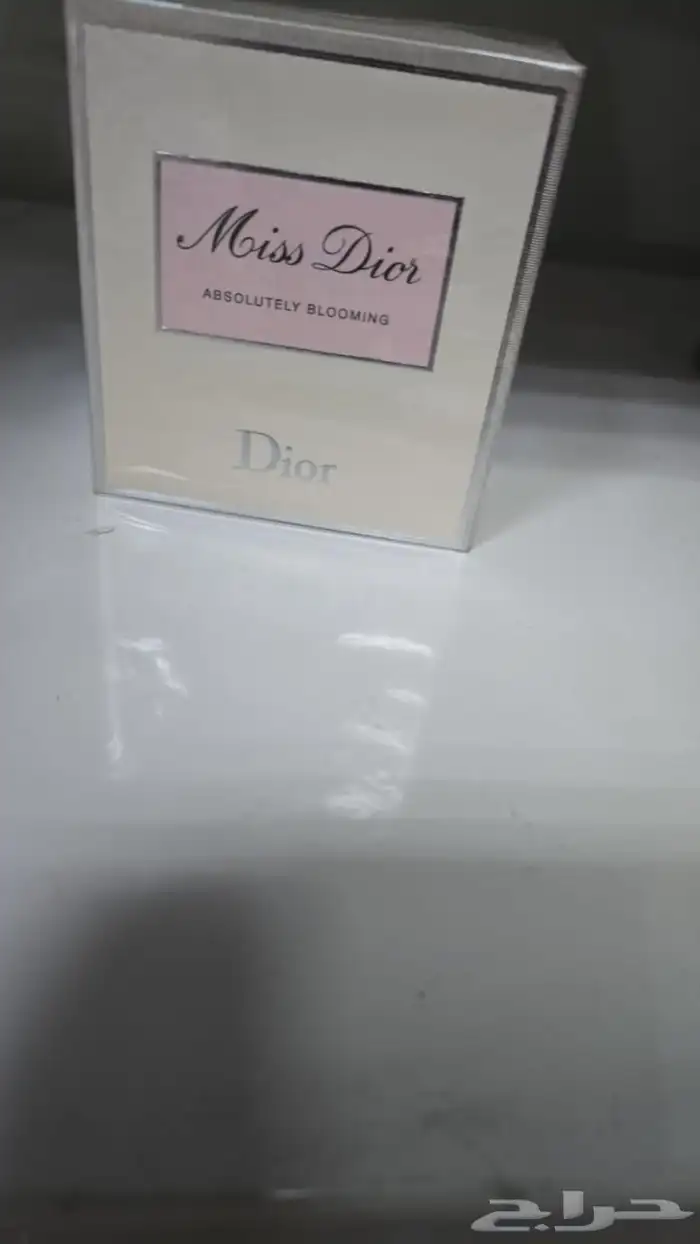 Miss Dior
ABSOLUTELY BLOOMING
Dior
حراج